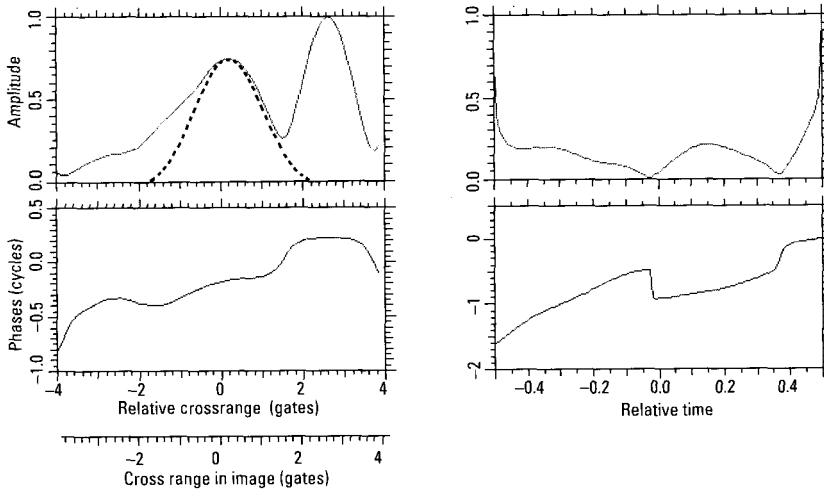 1.0
0.5
0.0
Amplitude
0.5
0.0
−0.5
−1.0
Phases (cycles)
−4 −2 0 2 4
Relative crossrange (gates)
−2 0 2 4
Cross range in image (gates)
1.0
0.5
0.0
0
−1
−2
−0.4 −0.2 0.0 0.2 0.4
Relative time